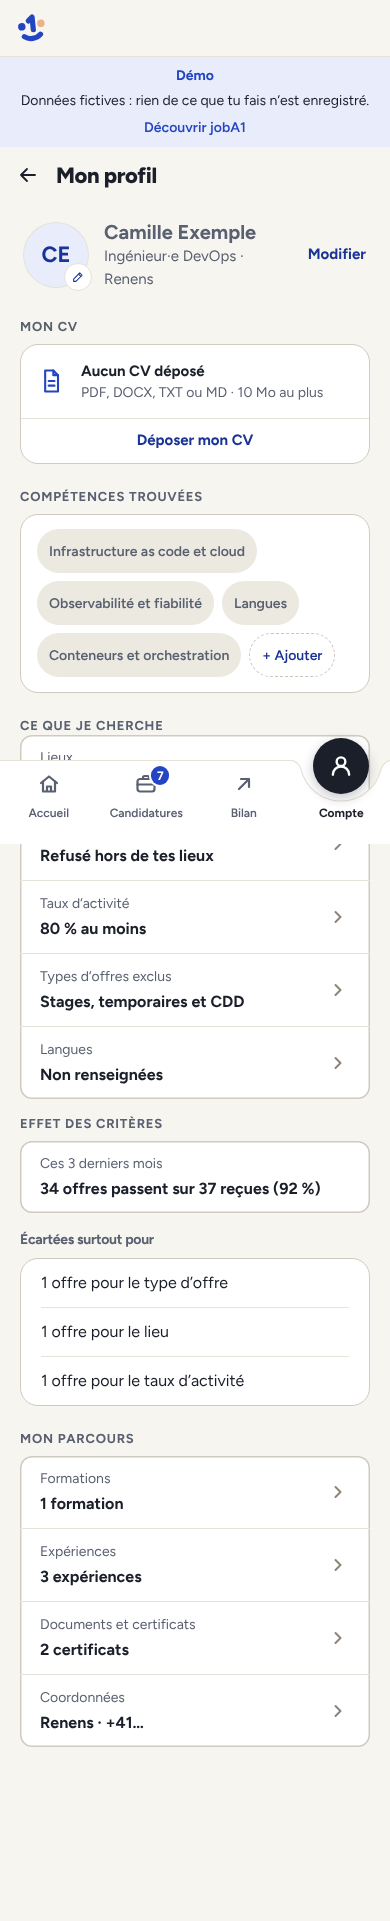 Démo
Données fictives : rien de ce que tu fais n’est enregistré.
Découvrir jobA1
Mon profil
CE
Camille Exemple
Ingénieur·e DevOps ·
Renens
Modifier
MON CV
Aucun CV déposé
PDF, DOCX, TXT ou MD · 10 Mo au plus
Déposer mon CV
COMPÉTENCES TROUVÉES
Infrastructure as code et cloud
Observabilité et fiabilité
Langues
Conteneurs et orchestration
+ Ajouter
CE QUE JE CHERCHE
Lieux
7
Accueil
Candidatures
Bilan
Compte
Refusé hors de tes lieux
Taux d’activité
80 % au moins
Types d’offres exclus
Stages, temporaires et CDD
Langues
Non renseignées
EFFET DES CRITÈRES
Ces 3 derniers mois
34 offres passent sur 37 reçues (92 %)
Écartées surtout pour
1 offre pour le type d’offre
1 offre pour le lieu
1 offre pour le taux d’activité
MON PARCOURS
Formations
1 formation
Expériences
3 expériences
Documents et certificats
2 certificats
Coordonnées
Renens · +41…